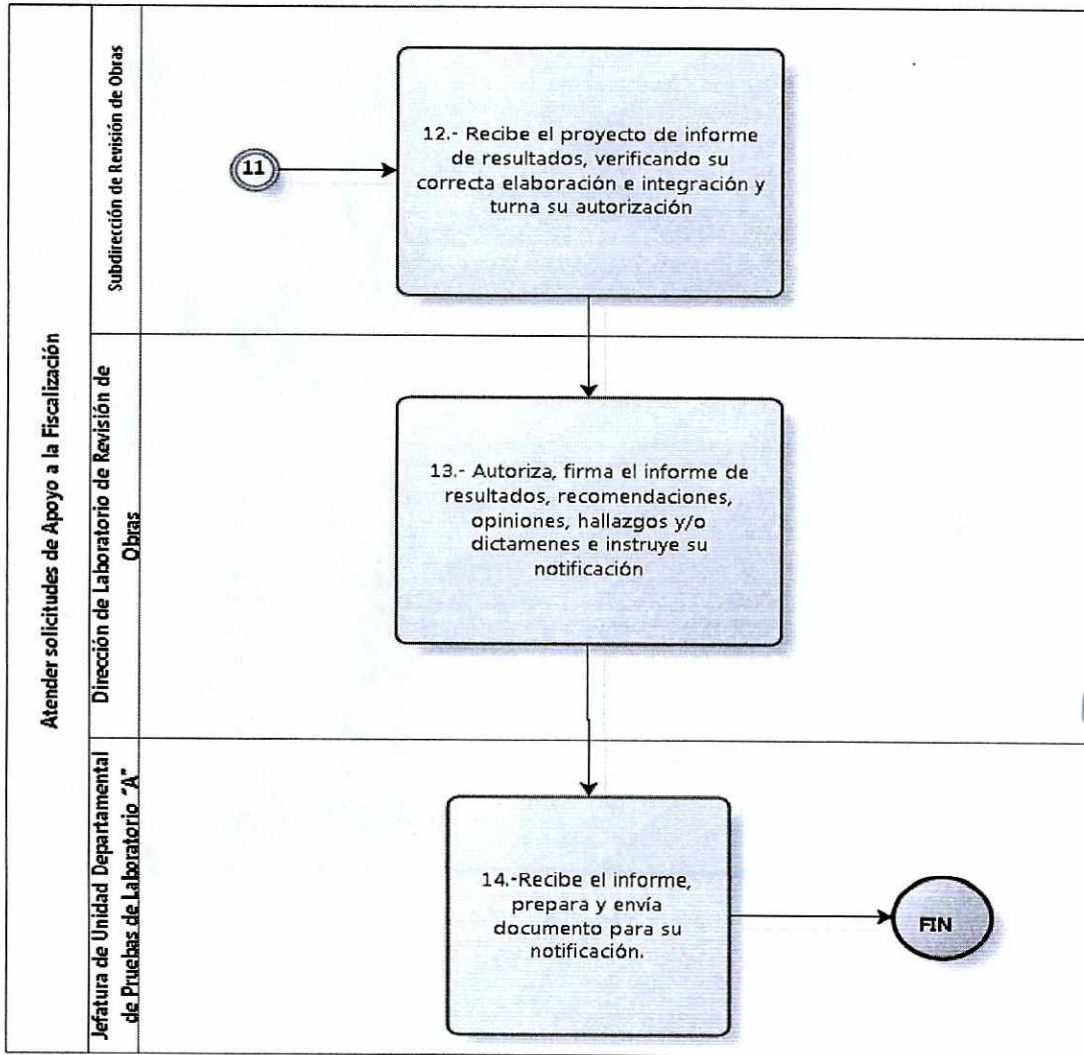 Atender solicitudes de Apoyo a la Fiscalización
Subdirección de Revisión de Obras
11
12.- Recibe el proyecto de informe
de resultados, verificando su
correcta elaboración e integración y
turna su autorización
Dirección de Laboratorio de Revisión de
Obras
13.- Autoriza, firma el informe de
resultados, recomendaciones,
opiniones, hallazgos y/o
dictamenes e instruye su
notificación
Jefatura de Unidad Departamental
de Pruebas de Laboratorio "A"
14.-Recibe el informe,
prepara y envía
documento para su
notificación.
FIN